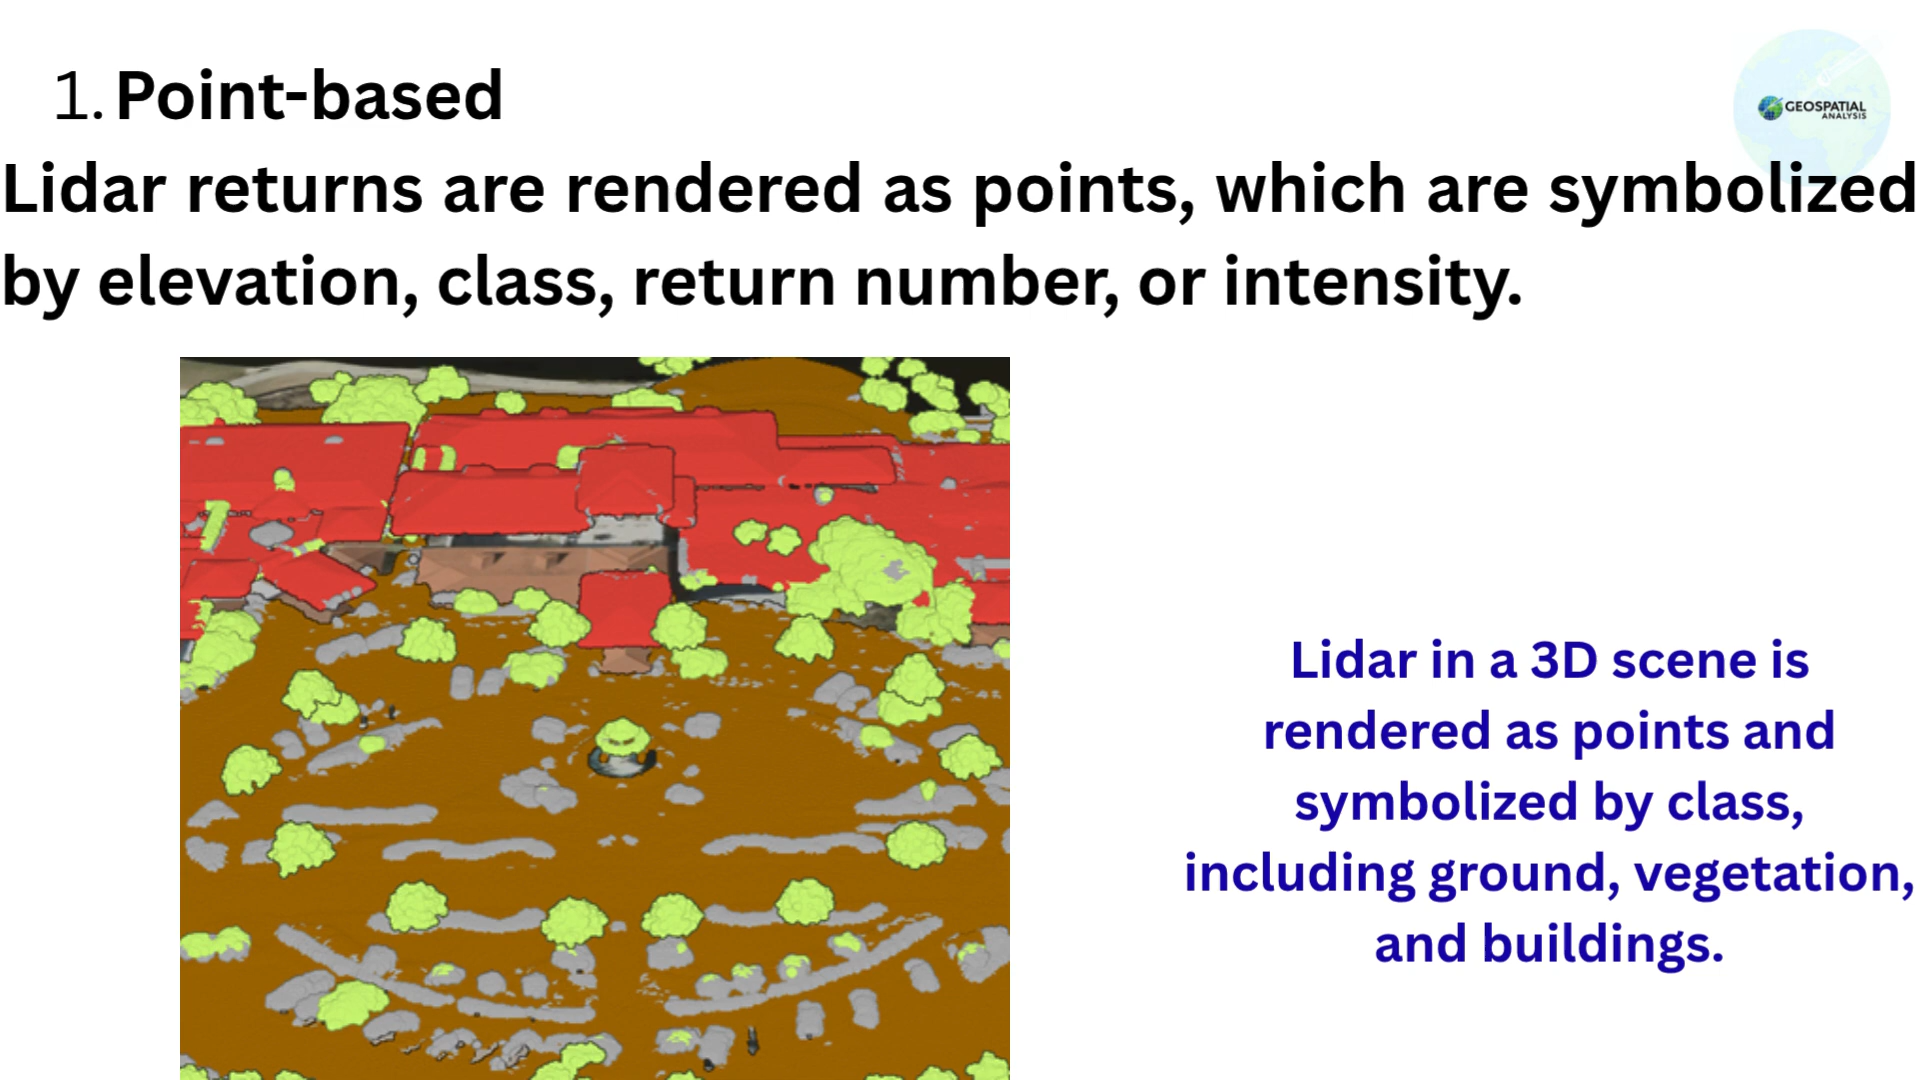 1. Point-based
GEOSPATIAL
ANALYSIS
Lidar returns are rendered as points, which are symbolized
by elevation, class, return number, or intensity.
Lidar in a 3D scene is
rendered as points and
symbolized by class,
including ground, vegetation,
and buildings.